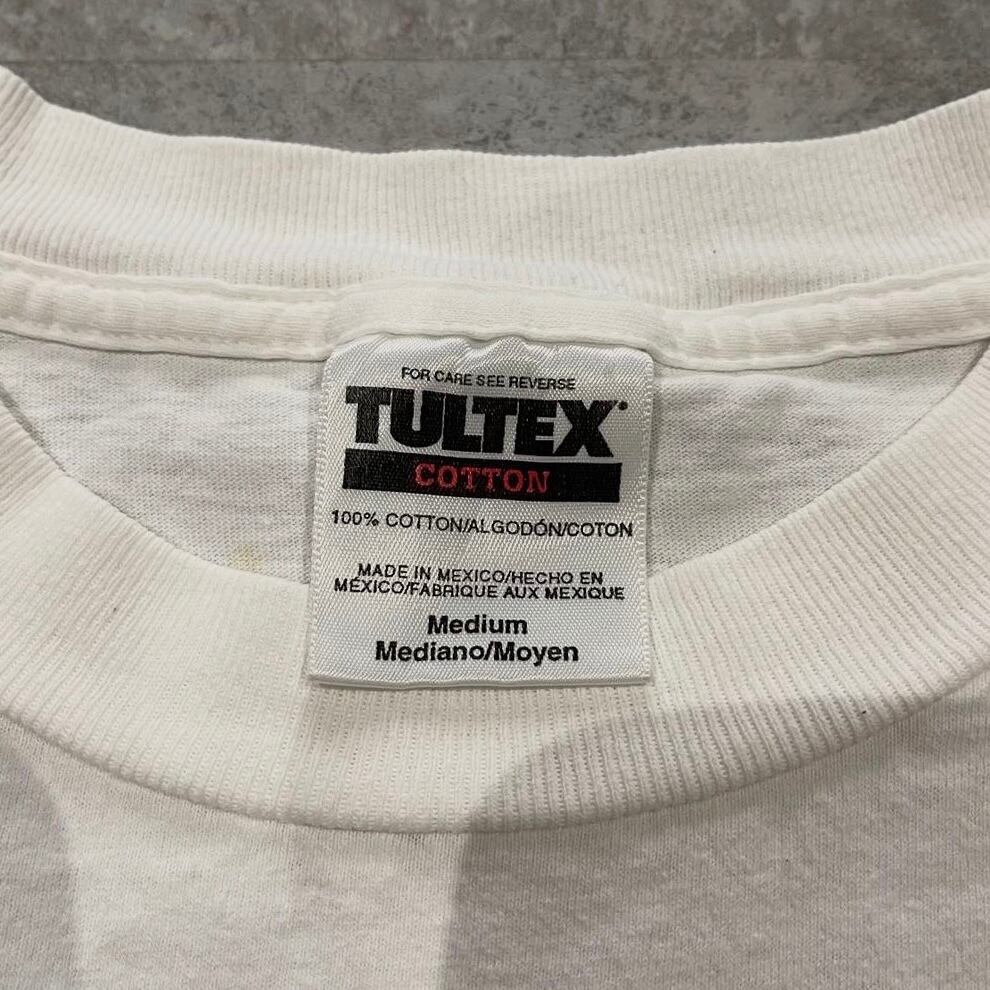 FOR CARE SEE REVERSE
TULTEX
COTTON
100% COTTON/ALGODÓN/COTON
MADE IN MEXICO/HECHO EN
MÉXICO/FABRIQUE AUX MEXIQUE
Medium
Mediano/Moyen